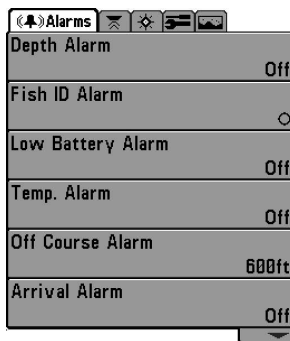 Alarms
Depth Alarm
Off
Fish ID Alarm
Low Battery Alarm
Off
Temp. Alarm
Off
Off Course Alarm
600ft
Arrival Alarm
Off